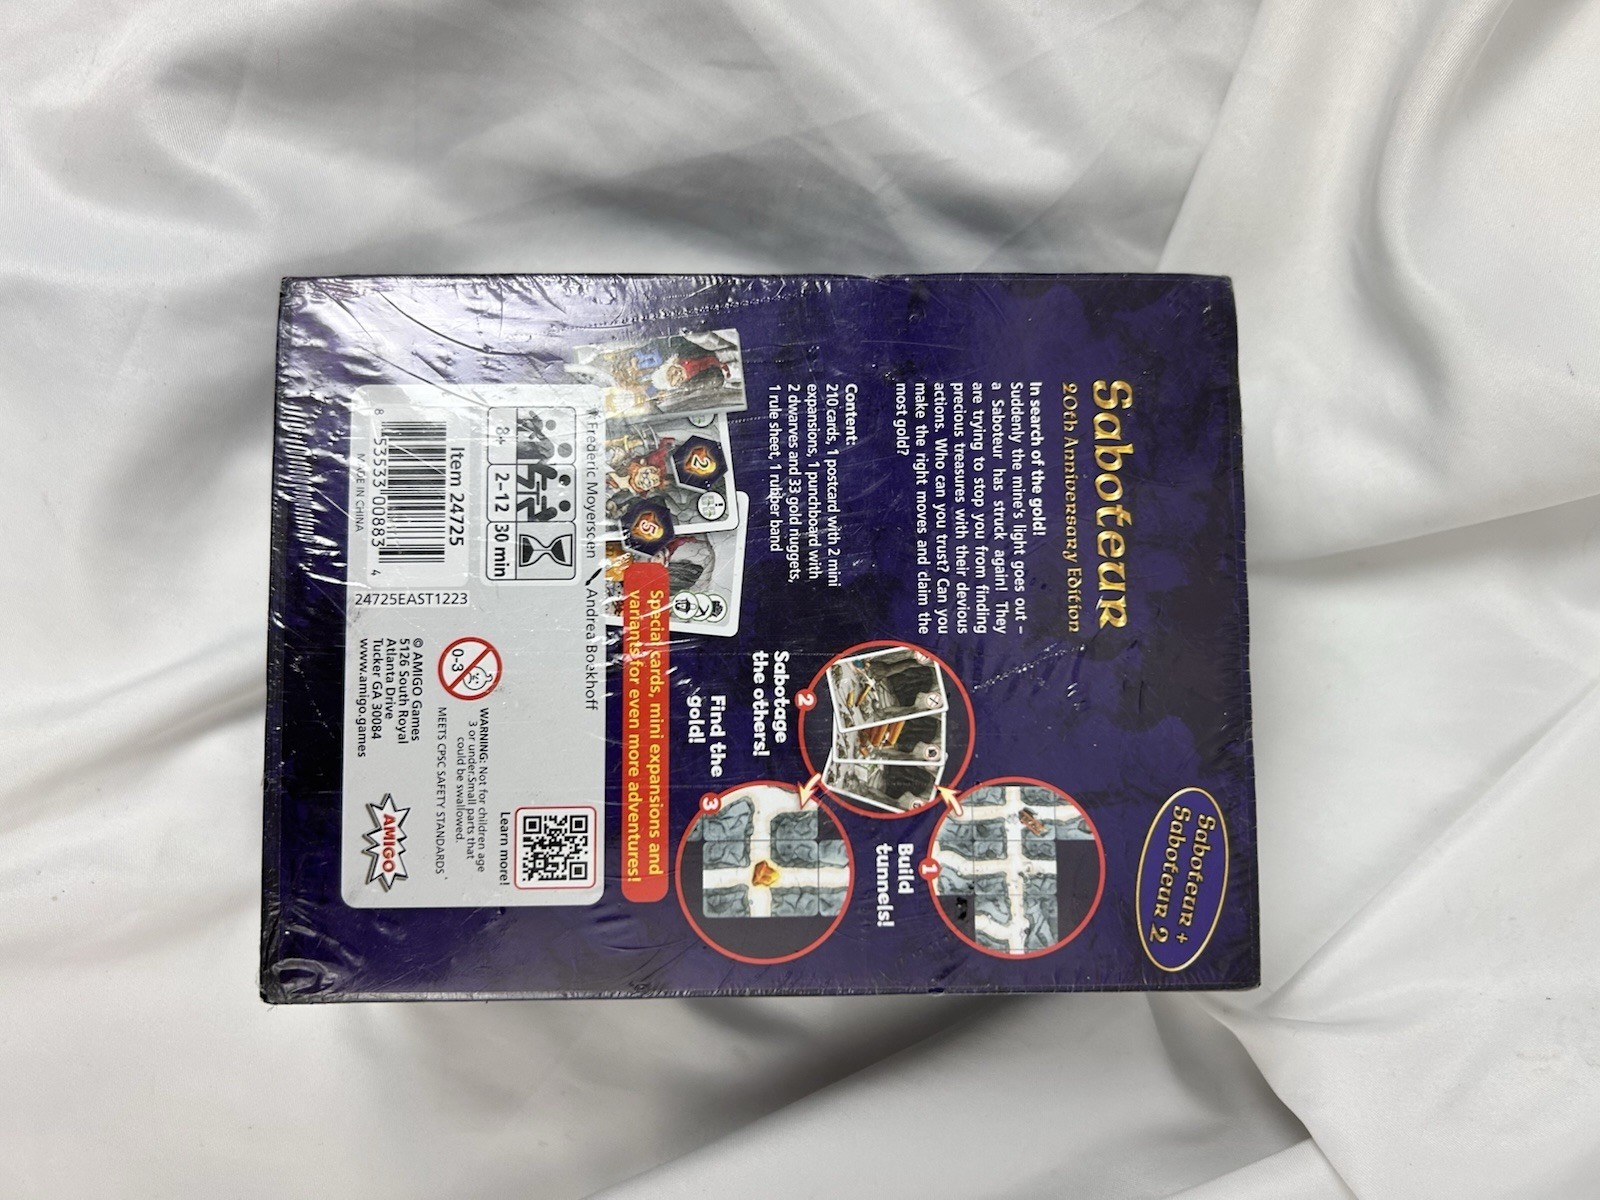 Saboteur
20th Anniversary Edition
Saboteur +
Saboteur 2
In search of the gold!
Suddenly the mine's light goes out –
a Saboteur has struck again! They
are trying to stop you from finding
precious treasures with their devious
actions. Who can you trust? Can you
make the right moves and claim the
most gold?
1
Build
tunnels!
2
Sabotage
the others!
3
Find the
gold!
Content:
210 cards, 1 postcard with 2 mini
expansions, 1 punchboard with
2 dwarves and 33 gold nuggets,
1 rule sheet, 1 rubber band
2
5
Special cards, mini expansions and
variants for even more adventures!
Frederic Moyersoen
Andrea Boekhoff
8+
2–12
30 min
Item 24725
8 53533 00883 4
MADE IN CHINA
24725EAST1223
0-3
WARNING: Not for children age
3 or under.Small parts that
could be swallowed.
MEETS CPSC SAFETY STANDARDS
© AMIGO Games
5126 South Royal
Atlanta Drive
Tucker GA 30084
www.amigo.games
Learn more!
AMIGO